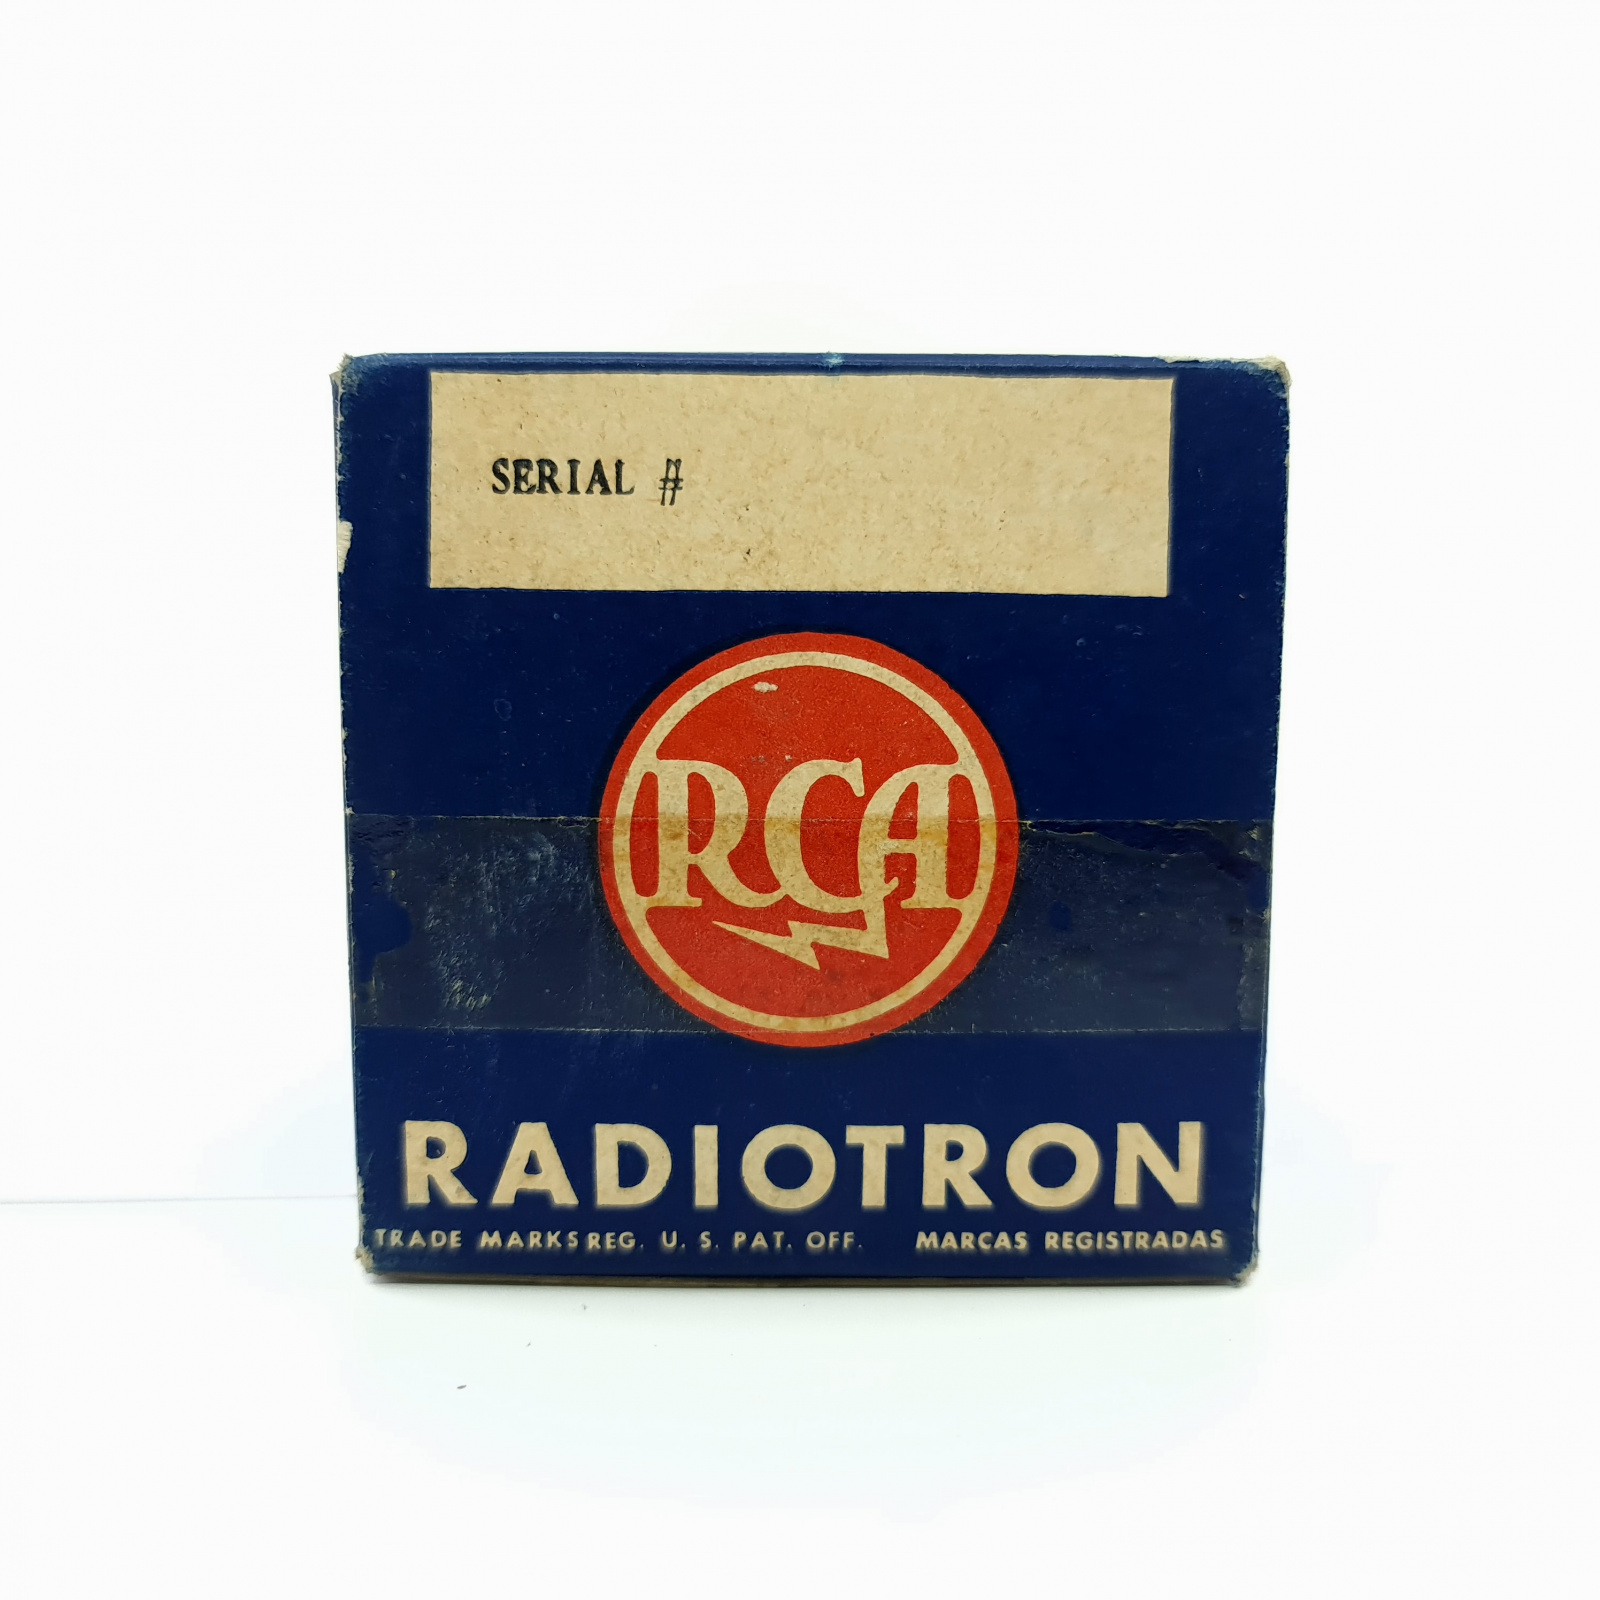 SERIAL #
RCA
RADIOTRON
TRADE MARKS REG. U. S. PAT. OFF. MARCAS REGISTRADAS